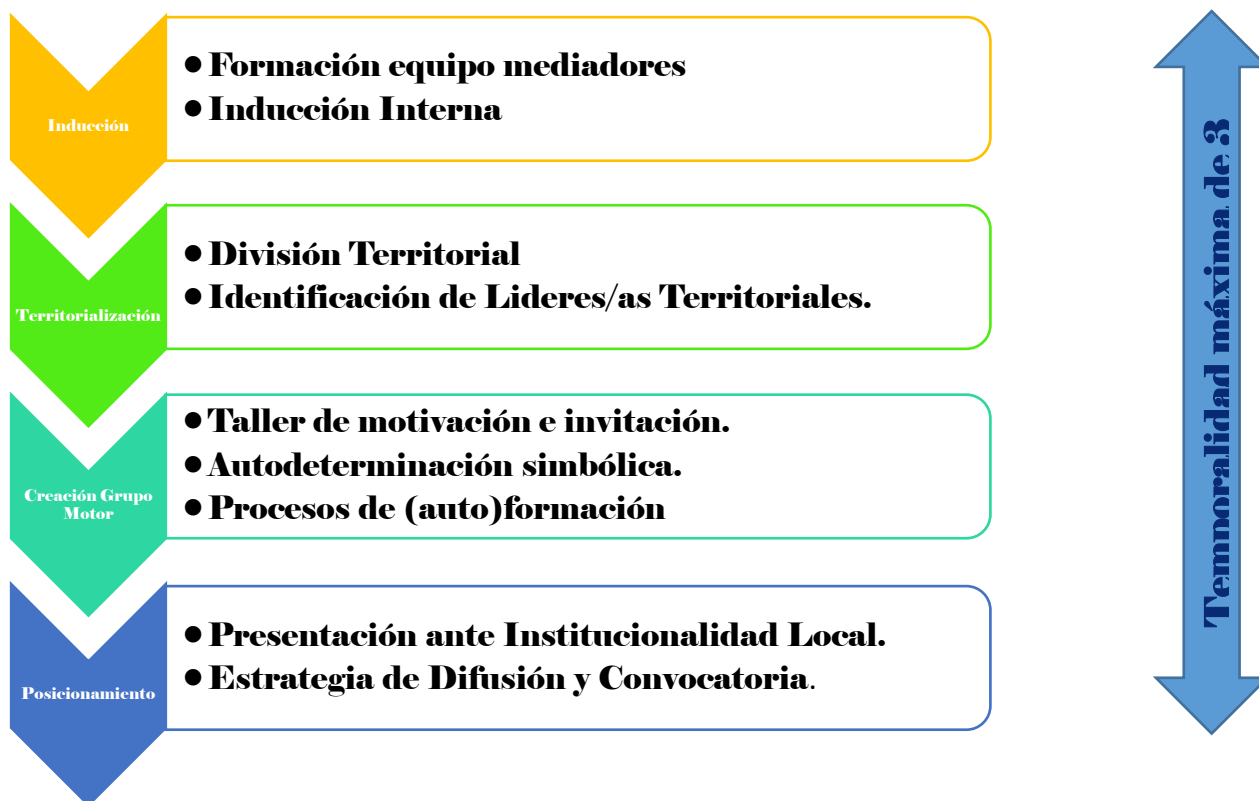 Inducción
• Formación equipo mediadores
• Inducción Interna
Territorialización
• División Territorial
• Identificación de Lideres/as Territoriales.
Creación Grupo
Motor
• Taller de motivación e invitación.
• Autodeterminación simbólica.
• Procesos de (auto)formación
Posicionamiento
• Presentación ante Institucionalidad Local.
• Estrategia de Difusión y Convocatoria.
Temporalidad máxima de 3